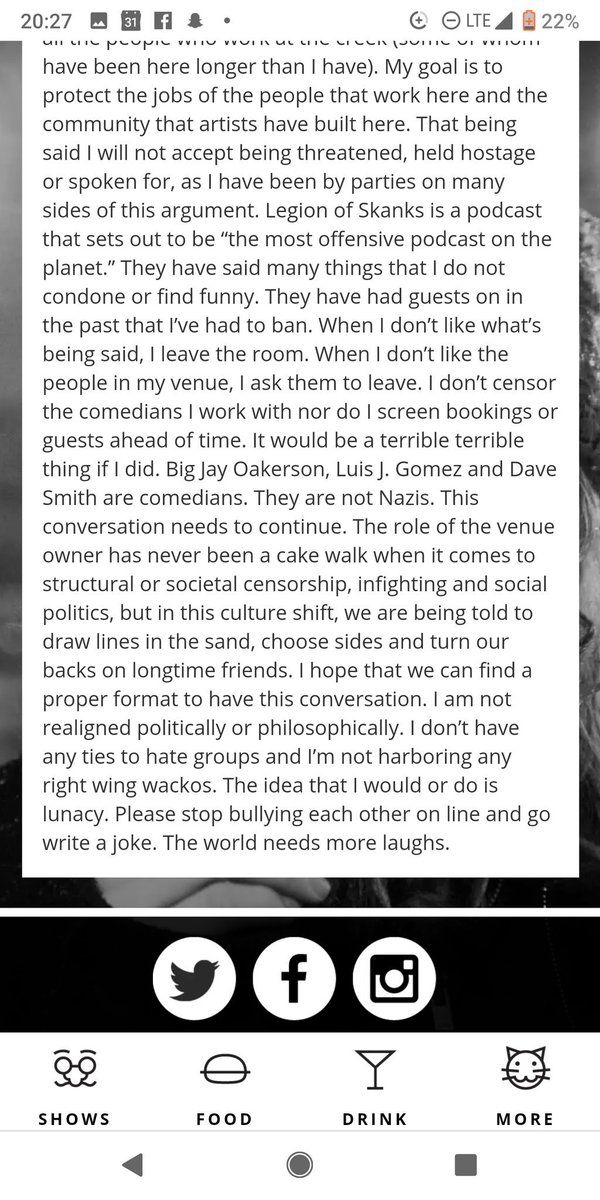 20:27 31 LTE 22%
all the people who work at the creek (some of whom
have been here longer than I have). My goal is to
protect the jobs of the people that work here and the
community that artists have built here. That being
said I will not accept being threatened, held hostage
or spoken for, as I have been by parties on many
sides of this argument. Legion of Skanks is a podcast
that sets out to be “the most offensive podcast on the
planet.” They have said many things that I do not
condone or find funny. They have had guests on in
the past that I’ve had to ban. When I don’t like what’s
being said, I leave the room. When I don’t like the
people in my venue, I ask them to leave. I don’t censor
the comedians I work with nor do I screen bookings or
guests ahead of time. It would be a terrible terrible
thing if I did. Big Jay Oakerson, Luis J. Gomez and Dave
Smith are comedians. They are not Nazis. This
conversation needs to continue. The role of the venue
owner has never been a cake walk when it comes to
structural or societal censorship, infighting and social
politics, but in this culture shift, we are being told to
draw lines in the sand, choose sides and turn our
backs on longtime friends. I hope that we can find a
proper format to have this conversation. I am not
realigned politically or philosophically. I don’t have
any ties to hate groups and I’m not harboring any
right wing wackos. The idea that I would or do is
lunacy. Please stop bullying each other on line and go
write a joke. The world needs more laughs.
SHOWS FOOD DRINK MORE